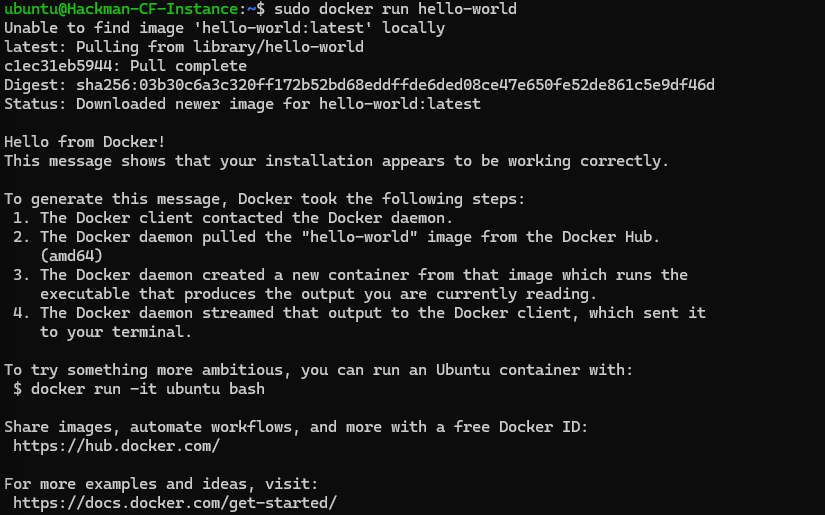 ubuntu@Hackman-CF-Instance:~$ sudo docker run hello-world
Unable to find image 'hello-world:latest' locally
latest: Pulling from library/hello-world
c1ec31eb5944: Pull complete
Digest: sha256:03b30c6a3c320ff172b52bd68eddffde6ded08ce47e650fe52de861c5e9df46d
Status: Downloaded newer image for hello-world:latest

Hello from Docker!
This message shows that your installation appears to be working correctly.

To generate this message, Docker took the following steps:
 1. The Docker client contacted the Docker daemon.
 2. The Docker daemon pulled the "hello-world" image from the Docker Hub.
    (amd64)
 3. The Docker daemon created a new container from that image which runs the
    executable that produces the output you are currently reading.
 4. The Docker daemon streamed that output to the Docker client, which sent it
    to your terminal.

To try something more ambitious, you can run an Ubuntu container with:
 $ docker run -it ubuntu bash

Share images, automate workflows, and more with a free Docker ID:
 https://hub.docker.com/

For more examples and ideas, visit:
 https://docs.docker.com/get-started/